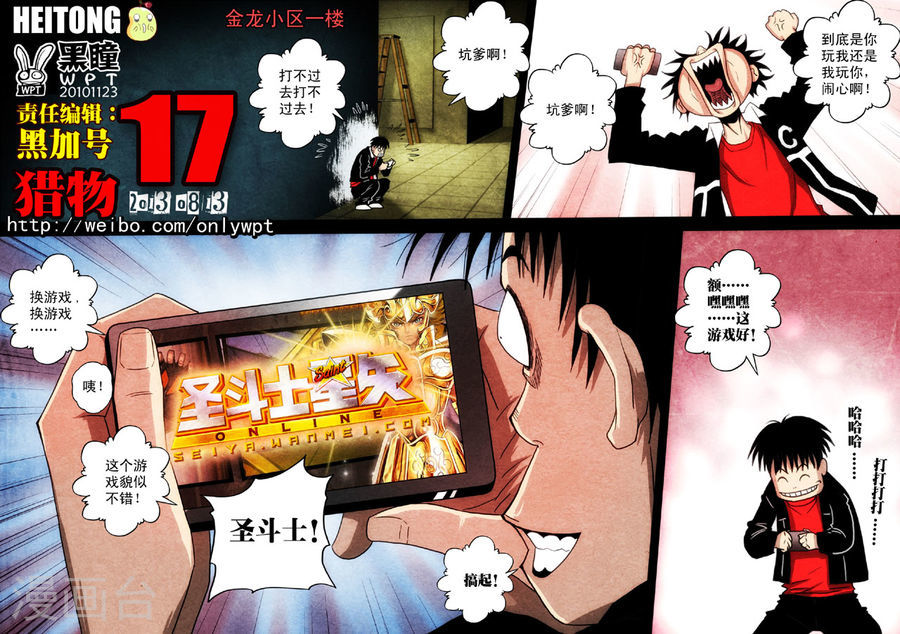 HEITONG
WPT
黑瞳
WPT
20101123
责任编辑：
黑加号
17
猎物
2013 08 13
http://weibo.com/onlywpt
金龙小区一楼
打不过
去打不
过去！
坑爹啊！
坑爹啊！
到底是你
玩我还是
我玩你，
闹心啊！
C
换游戏，
换游戏
……
咦！
这个游
戏貌似
不错！
圣斗士星矢
Saint
ONLINE
SEIYA.WANMEI.COM
圣斗士！
搞起！
额……
嘿嘿嘿
……这
游戏好！
哈哈哈……
打打打打……
漫画台